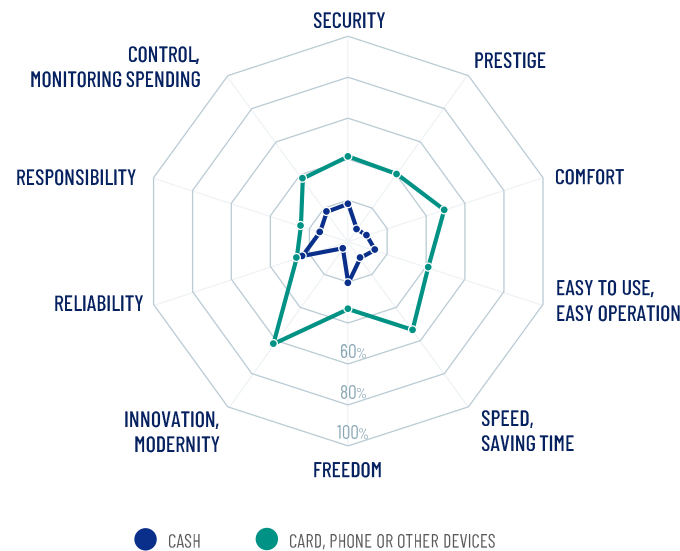 SECURITY
CONTROL,
MONITORING SPENDING
PRESTIGE
RESPONSIBILITY
COMFORT
RELIABILITY
EASY TO USE,
EASY OPERATION
60%
80%
100%
INNOVATION,
MODERNITY
SPEED,
SAVING TIME
FREEDOM
CASH
CARD, PHONE OR OTHER DEVICES